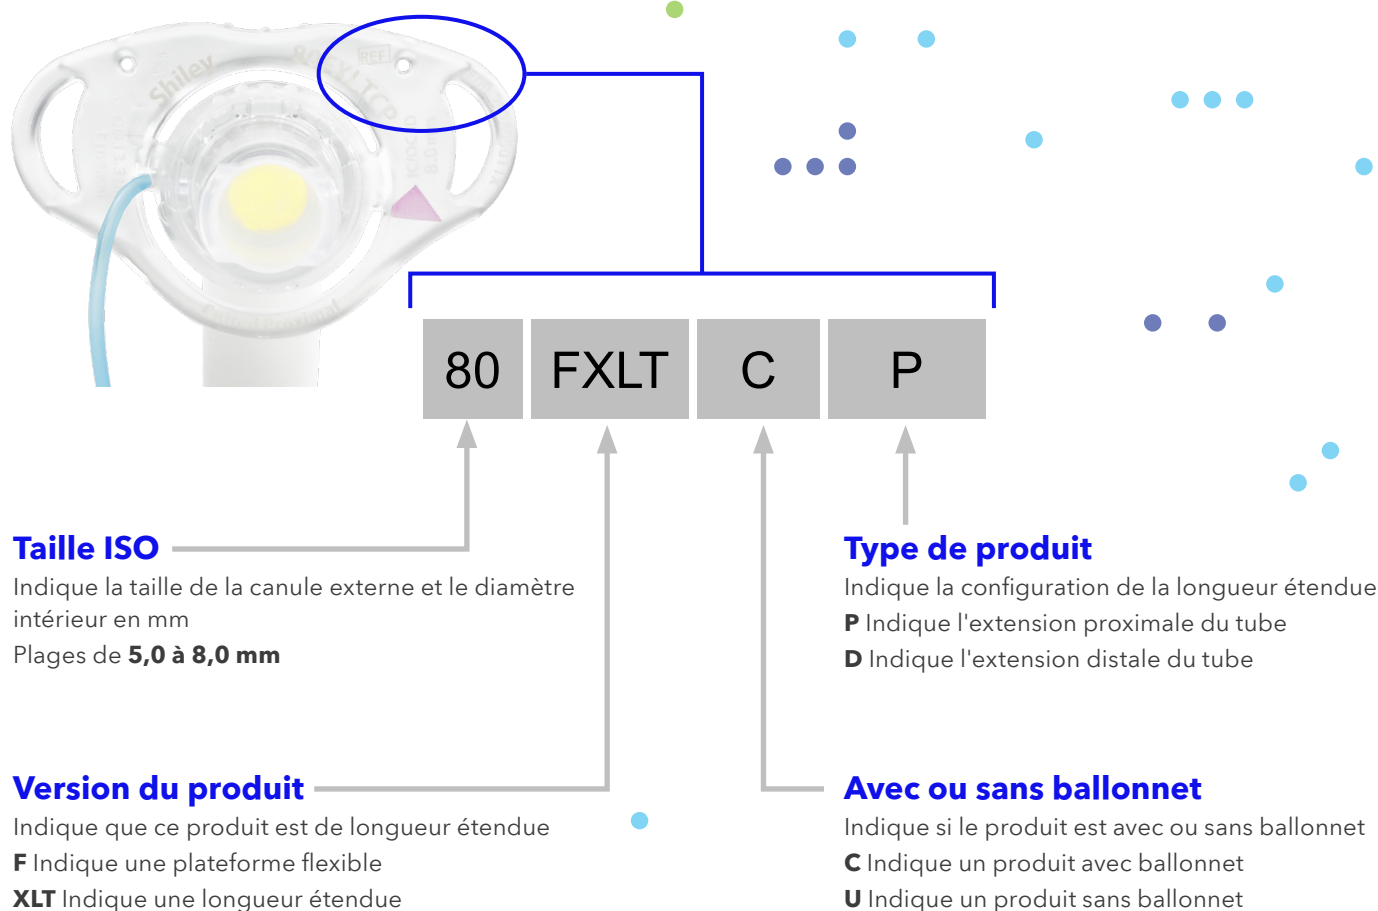 Shiley
REF
80 FXLT C P
Taille ISO
Indique la taille de la canule externe et le diamètre
intérieur en mm
Plages de 5,0 à 8,0 mm
Type de produit
Indique la configuration de la longueur étendue
P Indique l'extension proximale du tube
D Indique l'extension distale du tube
Version du produit
Indique que ce produit est de longueur étendue
F Indique une plateforme flexible
XLT Indique une longueur étendue
Avec ou sans ballonnet
Indique si le produit est avec ou sans ballonnet
C Indique un produit avec ballonnet
U Indique un produit sans ballonnet